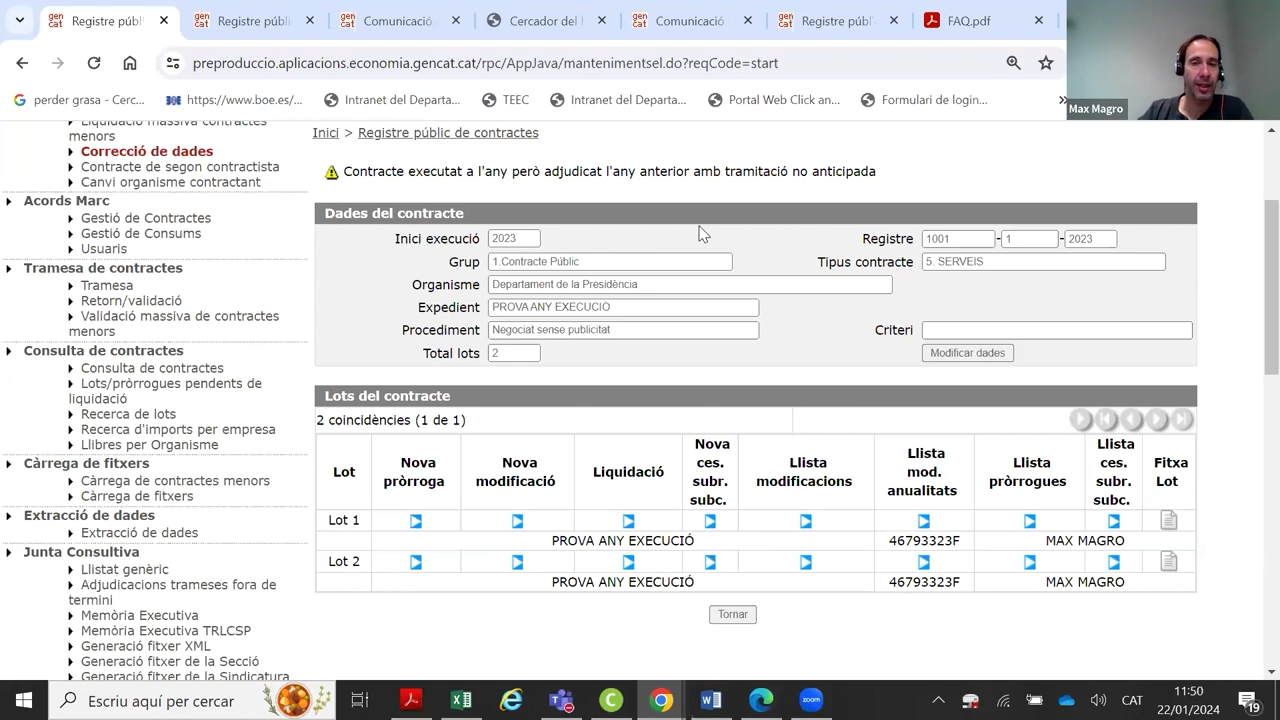 Registre públ
Registre públ
Comunicació
Cercador del
Comunicació
Registre públ
FAQ.pdf
preproduccio.aplicacions.economia.gencat.cat/rpc/AppJava/mantenimentsel.do?reqCode=start
perder grasa - Cerc...
https://www.boe.es/...
Intranet del Departa...
TEEC
Intranet del Departa...
Portal Web Click an...
Formulari de login...
Max Magro
Liquidació massiva contractes
menors
Correcció de dades
Contracte de segon contractista
Canvi organisme contractant
Acords Marc
Gestió de Contractes
Gestió de Consums
Usuaris
Tramesa de contractes
Tramesa
Retorn/validació
Validació massiva de contractes
menors
Consulta de contractes
Consulta de contractes
Lots/pròrrogues pendents de
liquidació
Recerca de lots
Recerca d'imports per empresa
Llibres per Organisme
Càrrega de fitxers
Càrrega de contractes menors
Càrrega de fitxers
Extracció de dades
Extracció de dades
Junta Consultiva
Llistat genèric
Adjudicacions trameses fora de
termini
Memòria Executiva
Memòria Executiva TRLCSP
Generació fitxer XML
Generació fitxer de la Secció
Generació fitxer de la Sindicatura
Inici > Registre públic de contractes
Contracte executat a l'any però adjudicat l'any anterior amb tramitació no anticipada
Dades del contracte
Inici execució 2023 Registre 1001 - 1 - 2023
Grup 1.Contracte Públic Tipus contracte 5. SERVEIS
Organisme Departament de la Presidència
Expedient PROVA ANY EXECUCIÓ
Procediment Negociat sense publicitat Criteri
Total lots 2 Modificar dades
Lots del contracte
2 coincidències (1 de 1)
Lot Nova pròrroga Nova modificació Liquidació Nova ces. subr. subc. Llista modificacions Llista mod. anualitats Llista pròrrogues Llista ces. subr. subc. Fitxa Lot
Lot 1
PROVA ANY EXECUCIÓ 46793323F MAX MAGRO
Lot 2
PROVA ANY EXECUCIÓ 46793323F MAX MAGRO
Tornar
Escriu aquí per cercar
CAT
11:50
22/01/2024
19